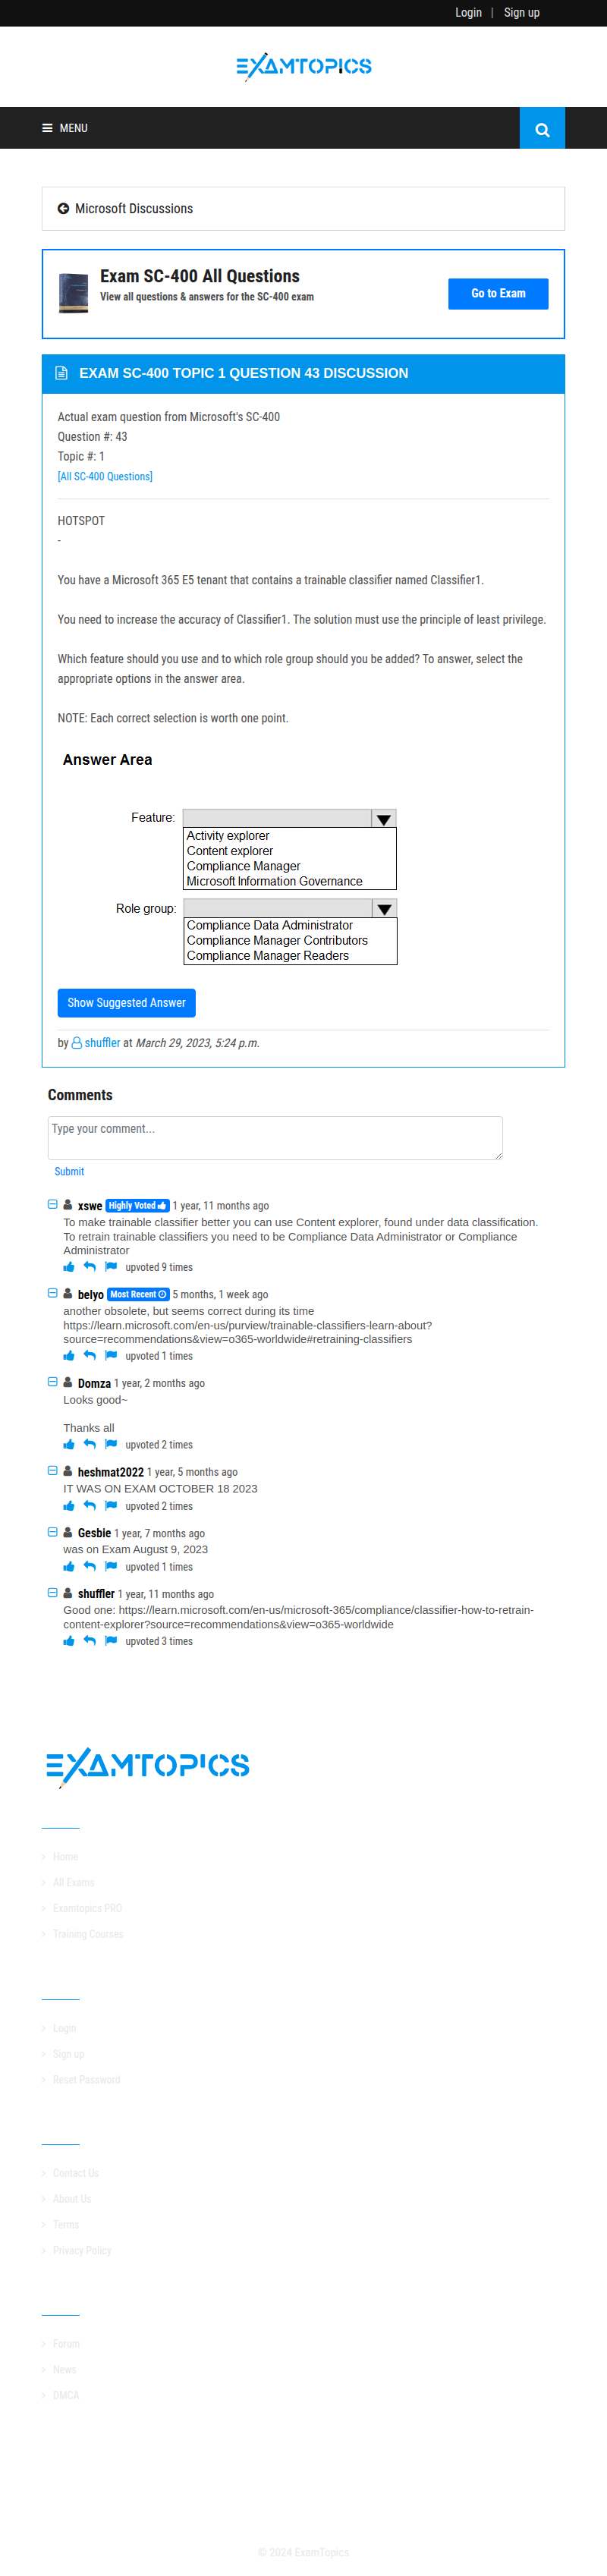 Login | Sign up
EXAMTOPICS
MENU
Microsoft Discussions
Exam SC-400 All Questions
View all questions & answers for the SC-400 exam
Go to Exam
EXAM SC-400 TOPIC 1 QUESTION 43 DISCUSSION
Actual exam question from Microsoft's SC-400
Question #: 43
Topic #: 1
[All SC-400 Questions]
HOTSPOT
-
You have a Microsoft 365 E5 tenant that contains a trainable classifier named Classifier1.
You need to increase the accuracy of Classifier1. The solution must use the principle of least privilege.
Which feature should you use and to which role group should you be added? To answer, select the
appropriate options in the answer area.
NOTE: Each correct selection is worth one point.
Answer Area
Feature:
Activity explorer
Content explorer
Compliance Manager
Microsoft Information Governance
Role group:
Compliance Data Administrator
Compliance Manager Contributors
Compliance Manager Readers
Show Suggested Answer
by shuffler at March 29, 2023, 5:24 p.m.
Comments
Type your comment...
Submit
xswe Highly Voted 1 year, 11 months ago
To make trainable classifier better you can use Content explorer, found under data classification.
To retrain trainable classifiers you need to be Compliance Data Administrator or Compliance
Administrator
upvoted 9 times
belyo Most Recent 5 months, 1 week ago
another obsolete, but seems correct during its time
https://learn.microsoft.com/en-us/purview/trainable-classifiers-learn-about?
source=recommendations&view=o365-worldwide#retraining-classifiers
upvoted 1 times
Domza 1 year, 2 months ago
Looks good~
Thanks all
upvoted 2 times
heshmat2022 1 year, 5 months ago
IT WAS ON EXAM OCTOBER 18 2023
upvoted 2 times
Gesbie 1 year, 7 months ago
was on Exam August 9, 2023
upvoted 1 times
shuffler 1 year, 11 months ago
Good one: https://learn.microsoft.com/en-us/microsoft-365/compliance/classifier-how-to-retrain-
content-explorer?source=recommendations&view=o365-worldwide
upvoted 3 times
EXAMTOPICS
Home
All Exams
Examtopics PRO
Training Courses
Login
Sign up
Reset Password
Contact Us
About Us
Terms
Privacy Policy
Forum
News
DMCA
© 2024 ExamTopics